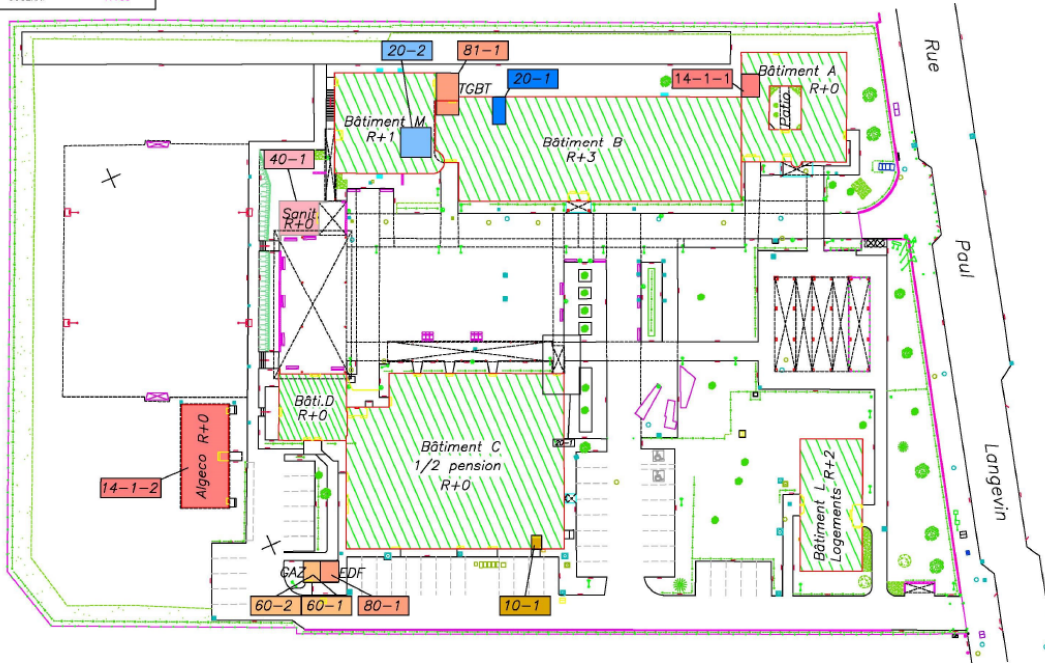 Rue
20-2
81-1
TGBT
20-1
14-1-1
Bâtiment A
R+0
Patio
Bâtiment M
R+1
Bâtiment B
R+3
40-1
Sanit.
R+0
Paul
Bâti.D
R+0
Bâtiment C
1/2 pension
R+0
20-1
Algeco R+0
14-1-2
Bâtiment L
Logements R+2
Langevin
GAZ
EDF
60-2
60-1
80-1
10-1